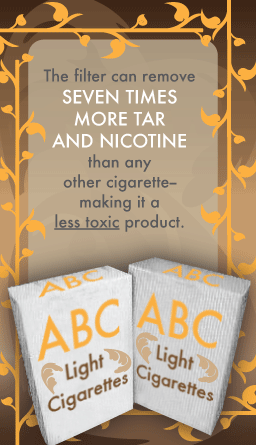 The filter can remove
SEVEN TIMES
MORE TAR
AND NICOTINE
than any
other cigarette–
making it a
less toxic product.
ABC
ABC
ABC
ABC
Light
Light
Cigarettes
Cigarettes